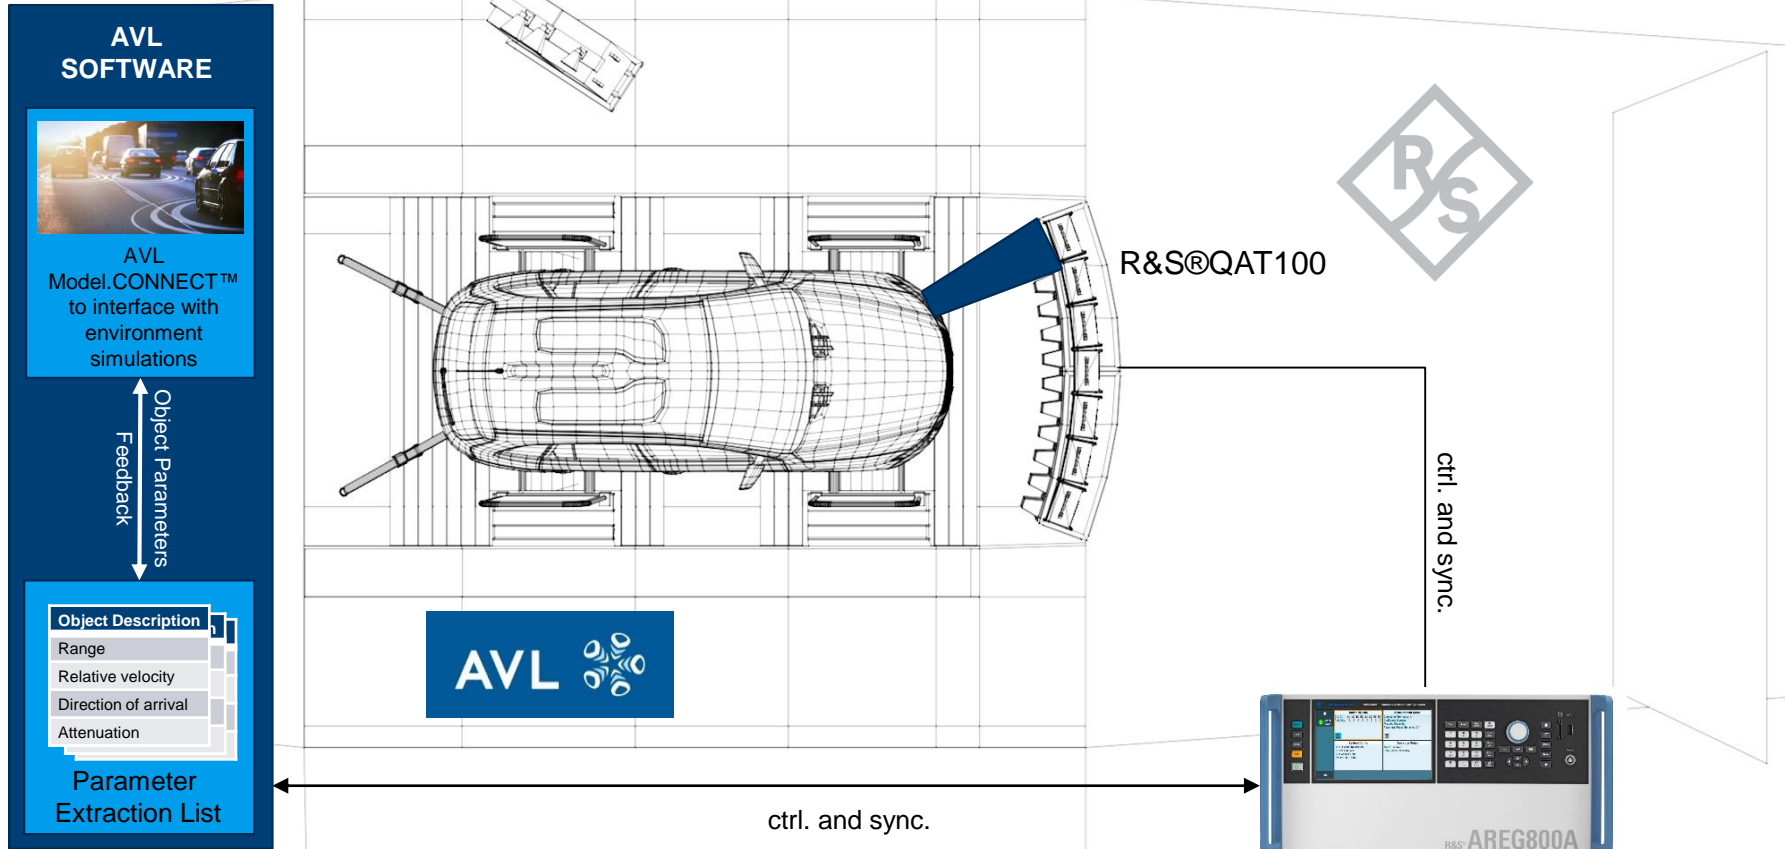 AVL
SOFTWARE
AVL
Model.CONNECT™
to interface with
environment
simulations
Object Parameters
Feedback
Object Description
Range
Relative velocity
Direction of arrival
Attenuation
Parameter
Extraction List
R&S®QAT100
R
S
AVL
ctrl. and sync.
ctrl. and sync.
R&S® AREG800A